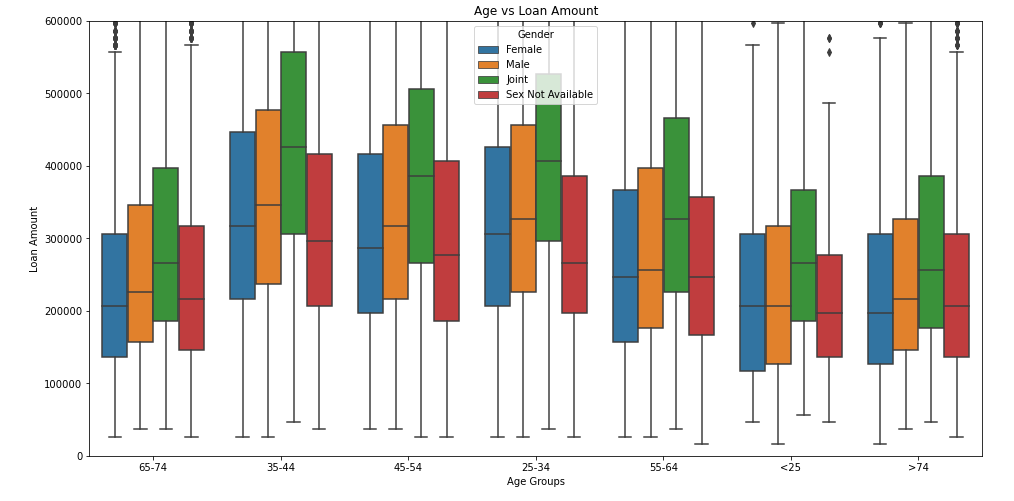 Age vs Loan Amount
Gender
Female
Male
Joint
Sex Not Available
600000
500000
400000
300000
200000
100000
0
Loan Amount
65-74
35-44
45-54
25-34
55-64
<25
>74
Age Groups